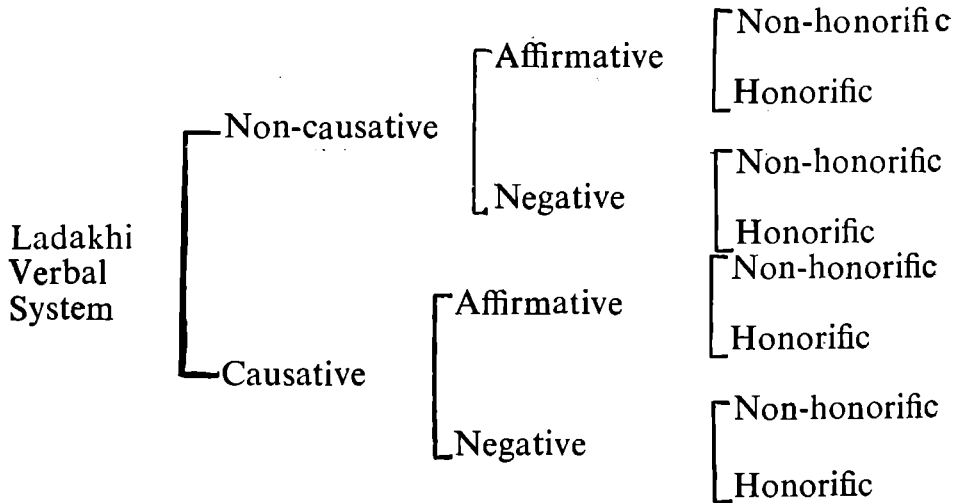 Non-honorific
Affirmative
Honorific
Non-causative
Non-honorific
Negative
Honorific
Ladakhi
Verbal
System
Non-honorific
Affirmative
Honorific
Causative
Non-honorific
Negative
Honorific